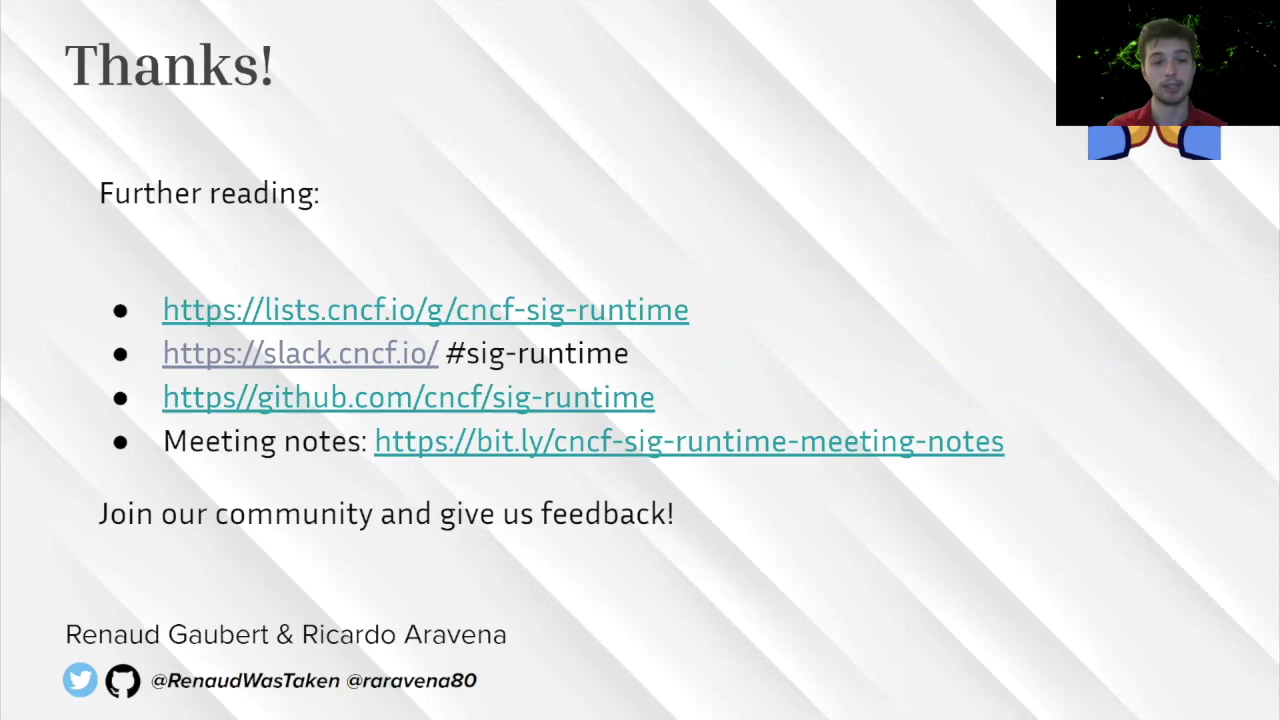 Thanks!
Further reading:
● https://lists.cncf.io/g/cncf-sig-runtime
● https://slack.cncf.io/ #sig-runtime
● https//github.com/cncf/sig-runtime
● Meeting notes: https://bit.ly/cncf-sig-runtime-meeting-notes
Join our community and give us feedback!
Renaud Gaubert & Ricardo Aravena
@RenaudWasTaken @raravena80